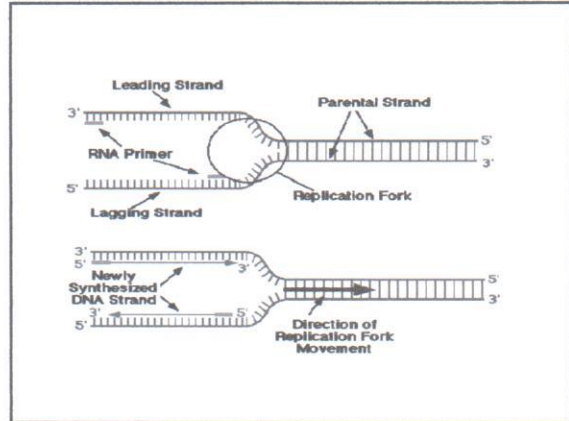 Leading Strand
3'
Parental Strand
5'
RNA Primer
3'
5'
Replication Fork
Lagging Strand
3'
5'
3'
5'
Newly
Synthesized
DNA Strand
3'
3'
5'
5'
Direction of
Replication Fork
Movement